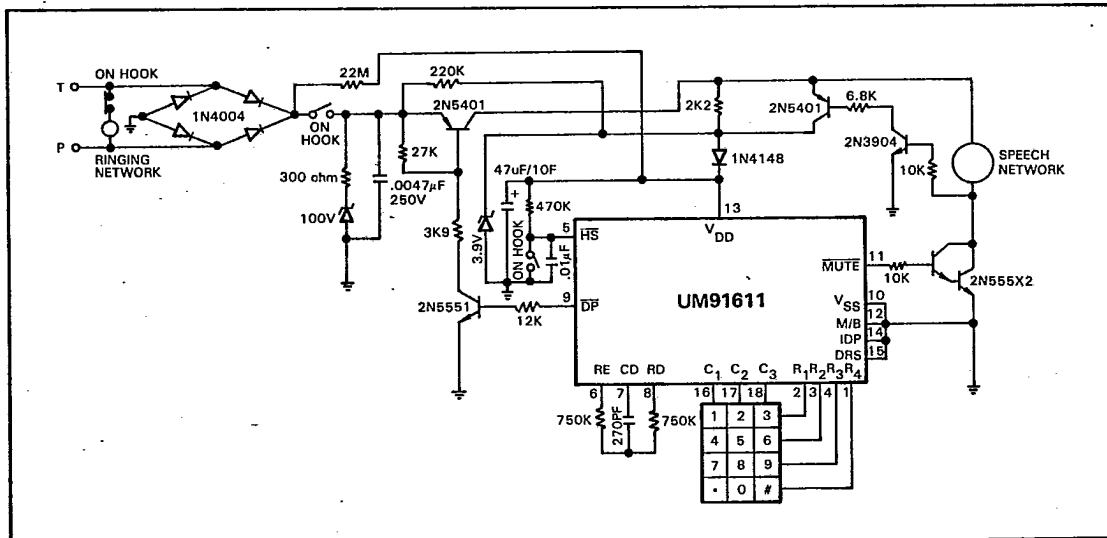 T
ON HOOK
1N4004
P
RINGING
NETWORK
22M
220K
ON
HOOK
2N5401
27K
300 ohm
.0047μF
250V
100V
3K9
2N5551
12K
3.9V
47uF/10F
+
470K
ON HOOK
.01μF
2K2
1N4148
2N5401
6.8K
2N3904
10K
SPEECH
NETWORK
10K
2N555X2
13
VDD
5
HS
9
DP
UM91611
MUTE
11
VSS
10
M/B
12
IDP
14
DRS
15
RE CD RD C1 C2 C3 R1 R2 R3 R4
6 7 8 16 17 18 2 3 4 1
750K
270PF
750K
1 2 3
4 5 6
7 8 9
• 0 #